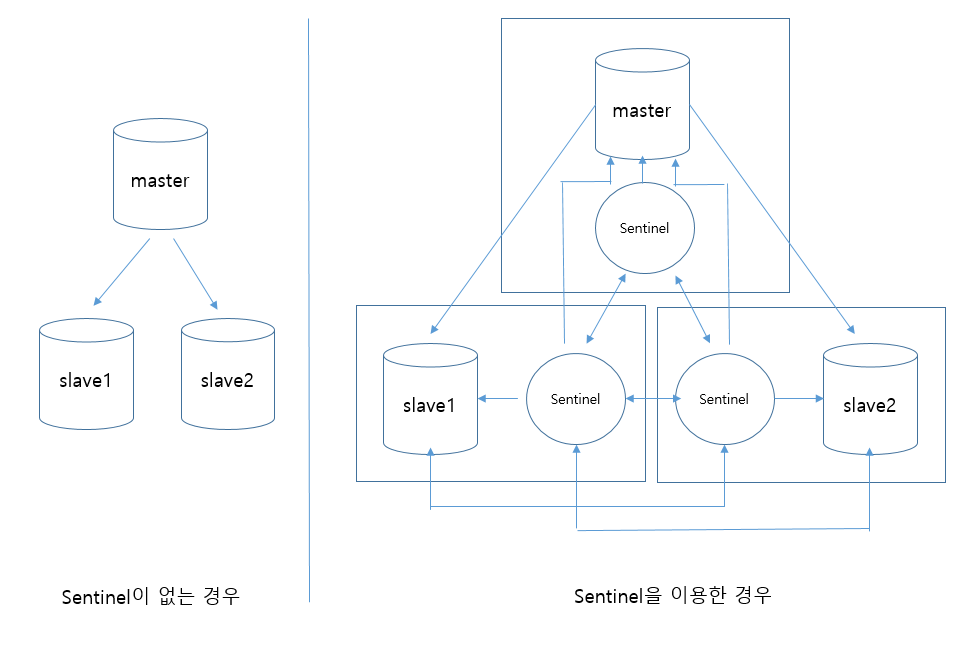 master
slave1
slave2
Sentinel이 없는 경우
master
Sentinel
slave1
Sentinel
Sentinel
slave2
Sentinel을 이용한 경우